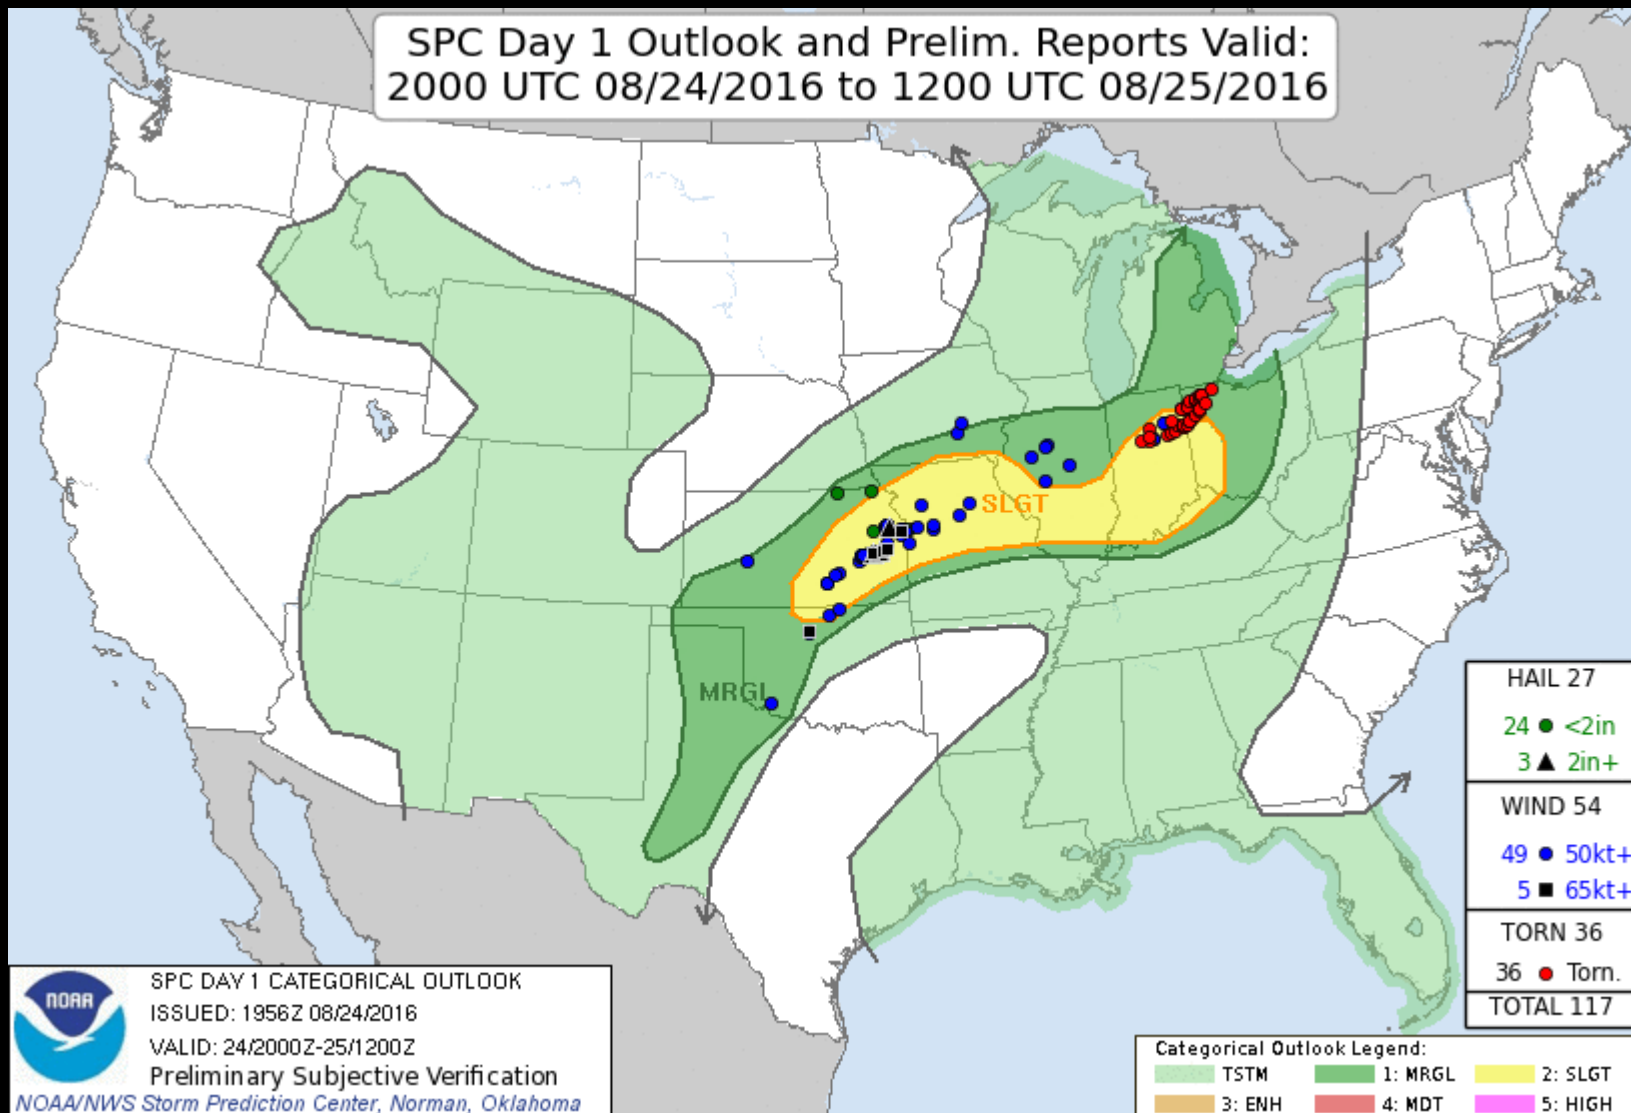 SPC Day 1 Outlook and Prelim. Reports Valid:
2000 UTC 08/24/2016 to 1200 UTC 08/25/2016
SLGT
MRGL
HAIL 27
24 <2in
3 2in+
WIND 54
49 50kt+
5 65kt+
TORN 36
36 Torn.
TOTAL 117
NOAA
SPC DAY 1 CATEGORICAL OUTLOOK
ISSUED: 1956Z 08/24/2016
VALID: 24/2000Z-25/1200Z
Preliminary Subjective Verification
NOAA/NWS Storm Prediction Center, Norman, Oklahoma
Categorical Outlook Legend:
TSTM 1: MRGL 2: SLGT
3: ENH 4: MDT 5: HIGH